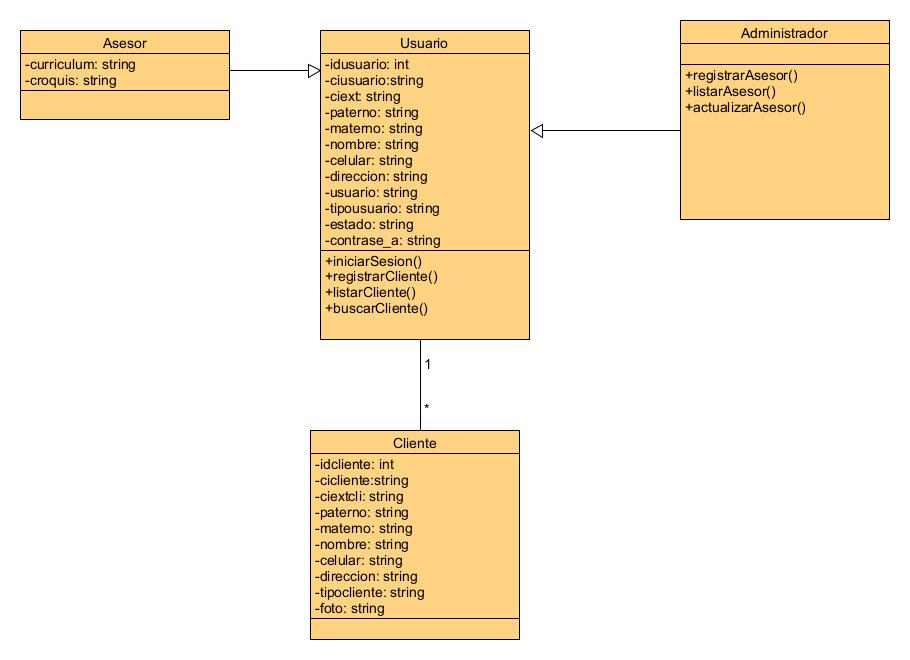 Asesor
-curriculum: string
-croquis: string
Usuario
-idusuario: int
-ciusuario:string
-ciext: string
-paterno: string
-materno: string
-nombre: string
-celular: string
-direccion: string
-usuario: string
-tipousuario: string
-estado: string
-contrase_a: string
+iniciarSesion()
+registrarCliente()
+listarCliente()
+buscarCliente()
Administrador
+registrarAsesor()
+listarAsesor()
+actualizarAsesor()
1
*
Cliente
-idcliente: int
-cicliente:string
-ciextcli: string
-paterno: string
-materno: string
-nombre: string
-celular: string
-direccion: string
-tipocliente: string
-foto: string